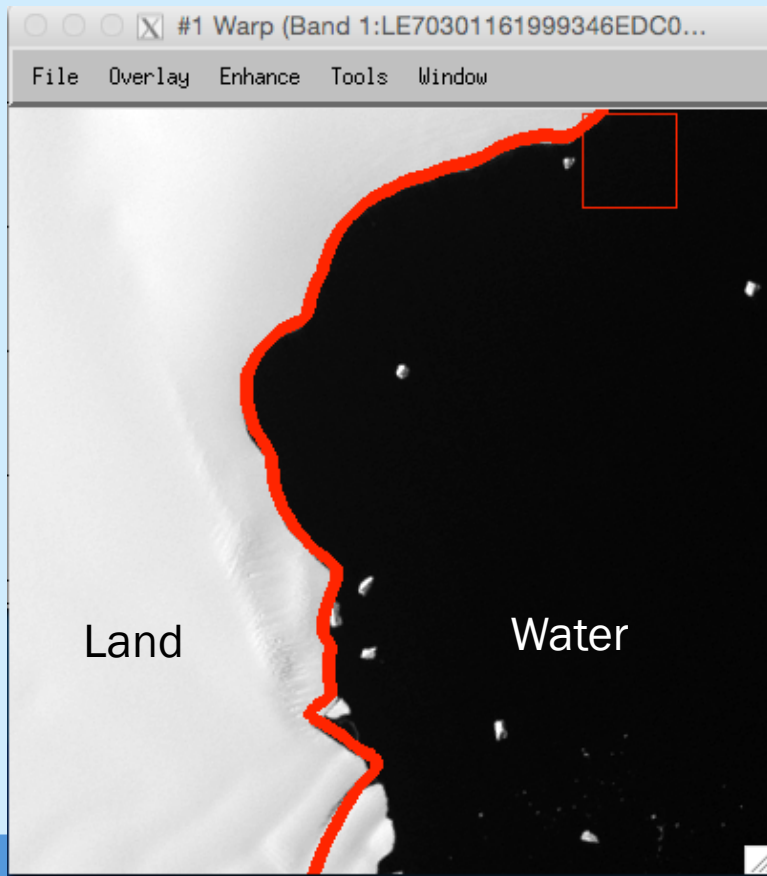 #1 Warp (Band 1:LE70301161999346EDC0...
File Overlay Enhance Tools Window
Land
Water